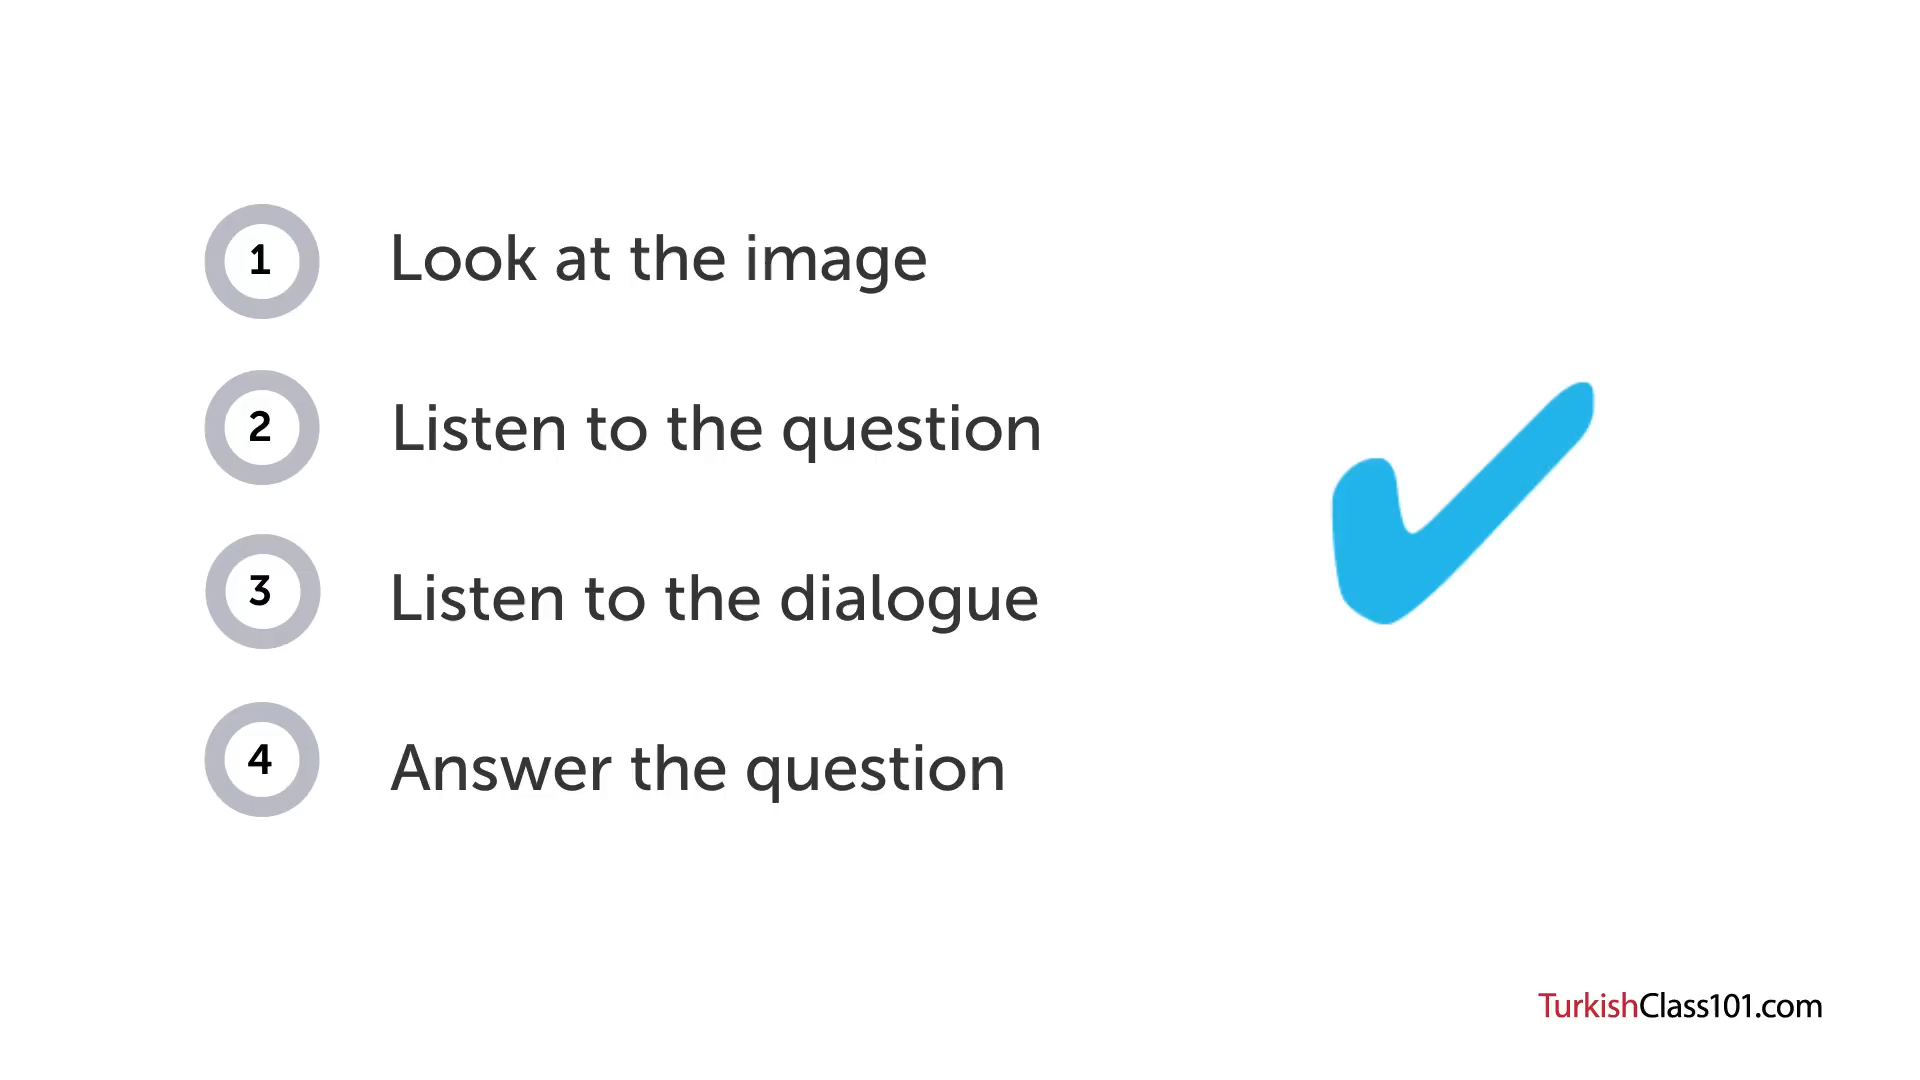 1 Look at the image
2 Listen to the question
3 Listen to the dialogue
4 Answer the question
TurkishClass101.com